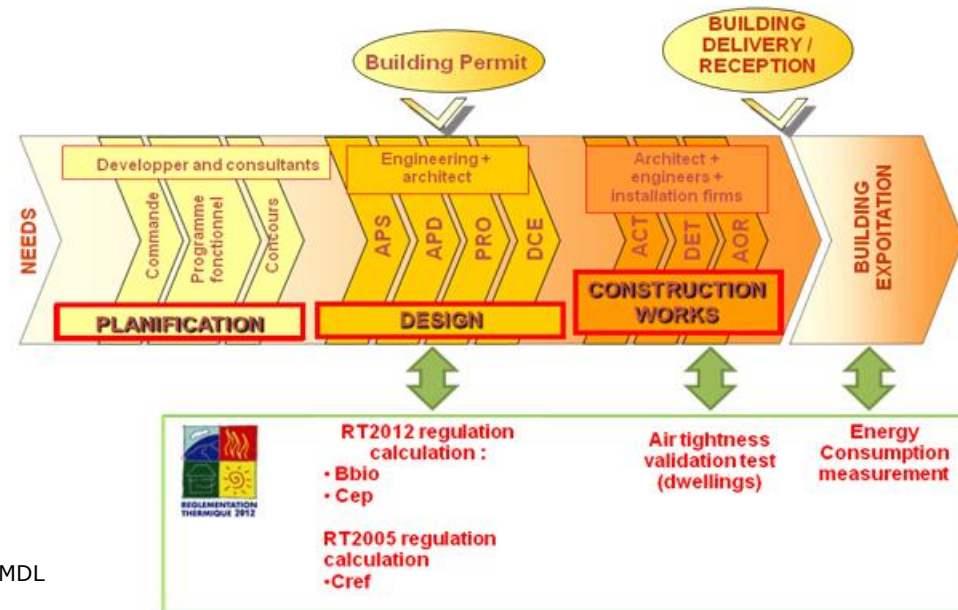 Building Permit
BUILDING
DELIVERY /
RECEPTION
NEEDS
Developper and consultants
Commande
Programme
fonctionnel
Concours
PLANIFICATION
Engineering +
architect
APS
APD
PRO
DCE
DESIGN
Architect +
engineers +
installation firms
ACT
DET
AOR
CONSTRUCTION
WORKS
BUILDING
EXPOITATION
REGLEMENTATION
THERMIQUE 2012
RT2012 regulation
calculation :
• Bbio
• Cep
RT2005 regulation
calculation
•Cref
Air tightness
validation test
(dwellings)
Energy
Consumption
measurement
MDL